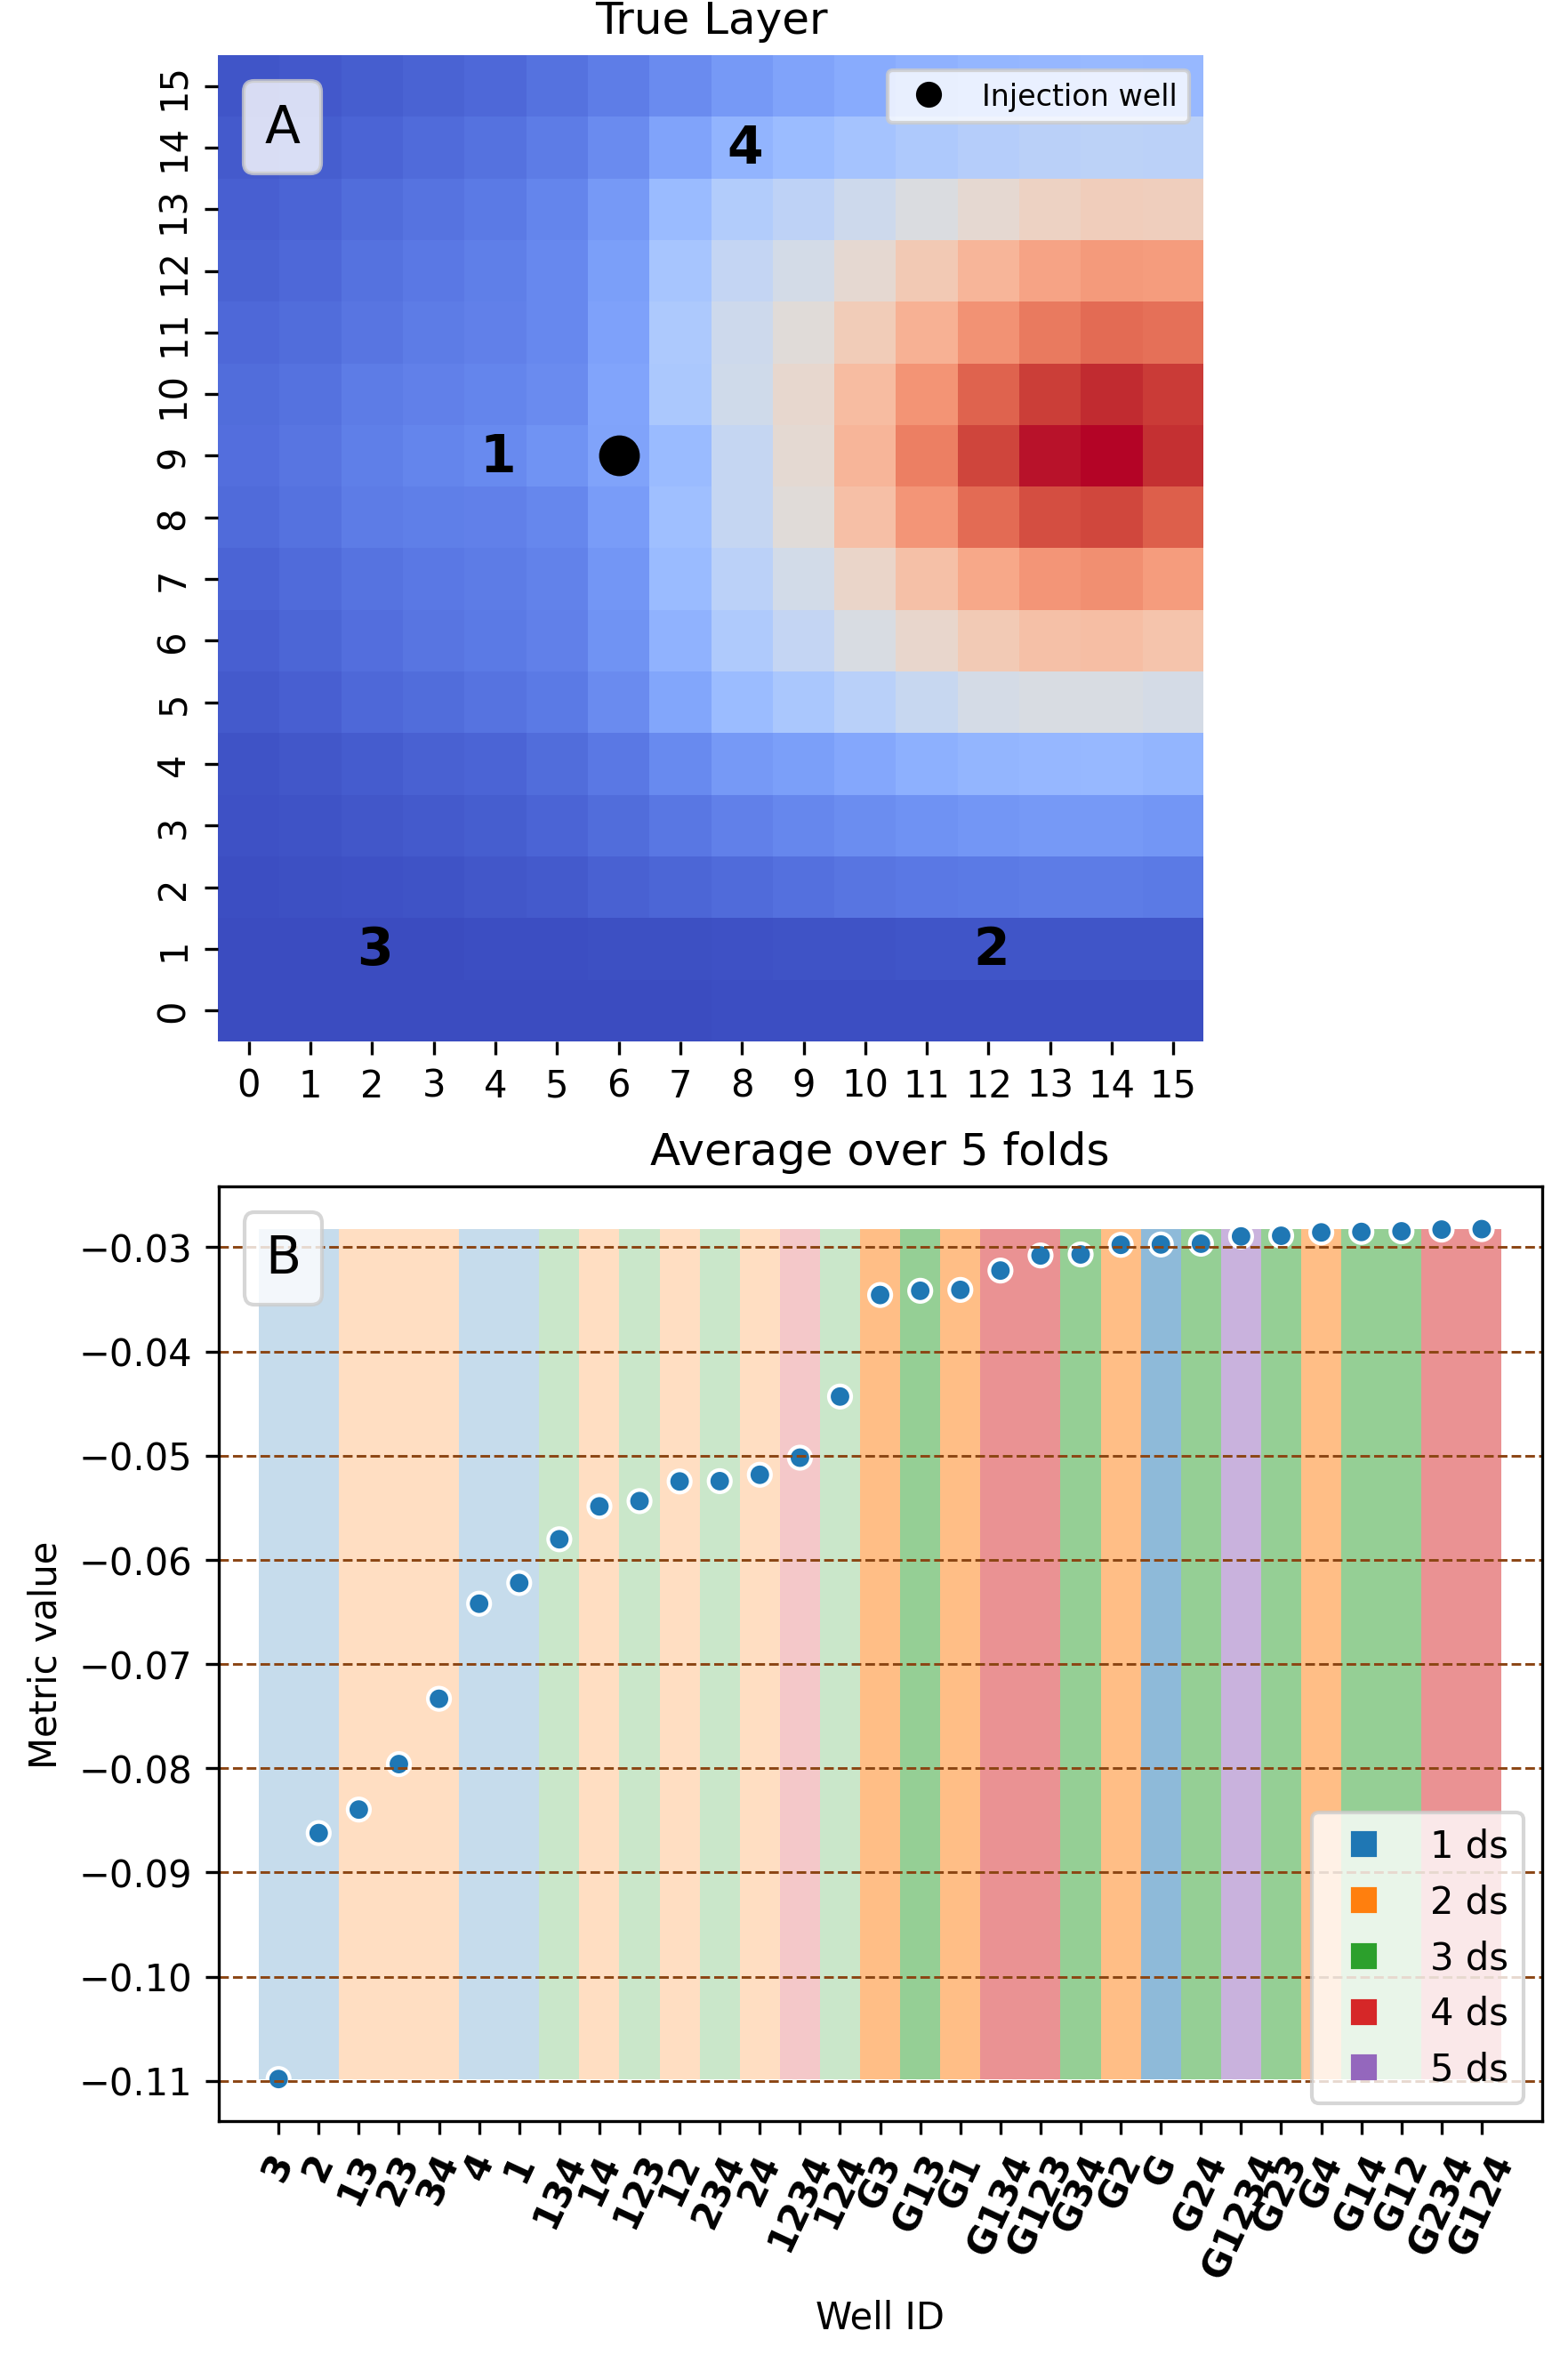 True Layer
A
Injection well
15
14
13
12
11
10
9
8
7
6
5
4
3
2
1
0
4
1
3
2
0 1 2 3 4 5 6 7 8 9 10 11 12 13 14 15
Average over 5 folds
B
Metric value
−0.03
−0.04
−0.05
−0.06
−0.07
−0.08
−0.09
−0.10
−0.11
1 ds
2 ds
3 ds
4 ds
5 ds
3 2 13 23 34 4 1 134 14 123 12 234 24 1234 124 G3 G13 G1 G134 G123 G34 G2 G G24 G1234 G23 G4 G14 G12 G234 G124
Well ID